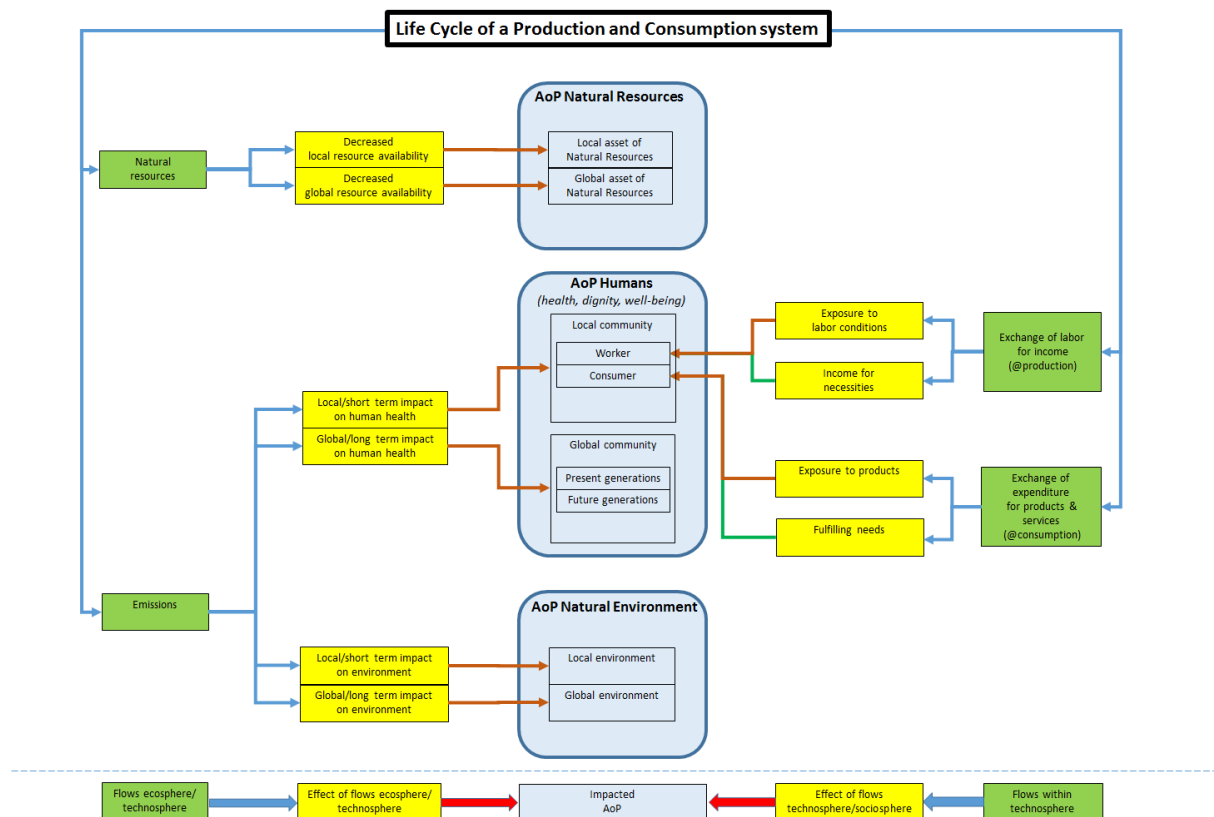 Life Cycle of a Production and Consumption system
AoP Natural Resources
Decreased
local resource availability
Decreased
global resource availability
Natural
resources
Local asset of
Natural Resources
Global asset of
Natural Resources
AoP Humans
(health, dignity, well-being)
Local community
Worker
Consumer
Global community
Present generations
Future generations
Exposure to
labor conditions
Income for
necessities
Exchange of labor
for income
(@production)
Local/short term impact
on human health
Global/long term impact
on human health
Exposure to products
Fulfilling needs
Exchange of
expenditure
for products &
services
(@consumption)
Emissions
AoP Natural Environment
Local/short term impact
on environment
Global/long term impact
on environment
Local environment
Global environment
Flows ecosphere/
technosphere
Effect of flows ecosphere/
technosphere
Impacted
AoP
Effect of flows
technosphere/sociosphere
Flows within
technosphere